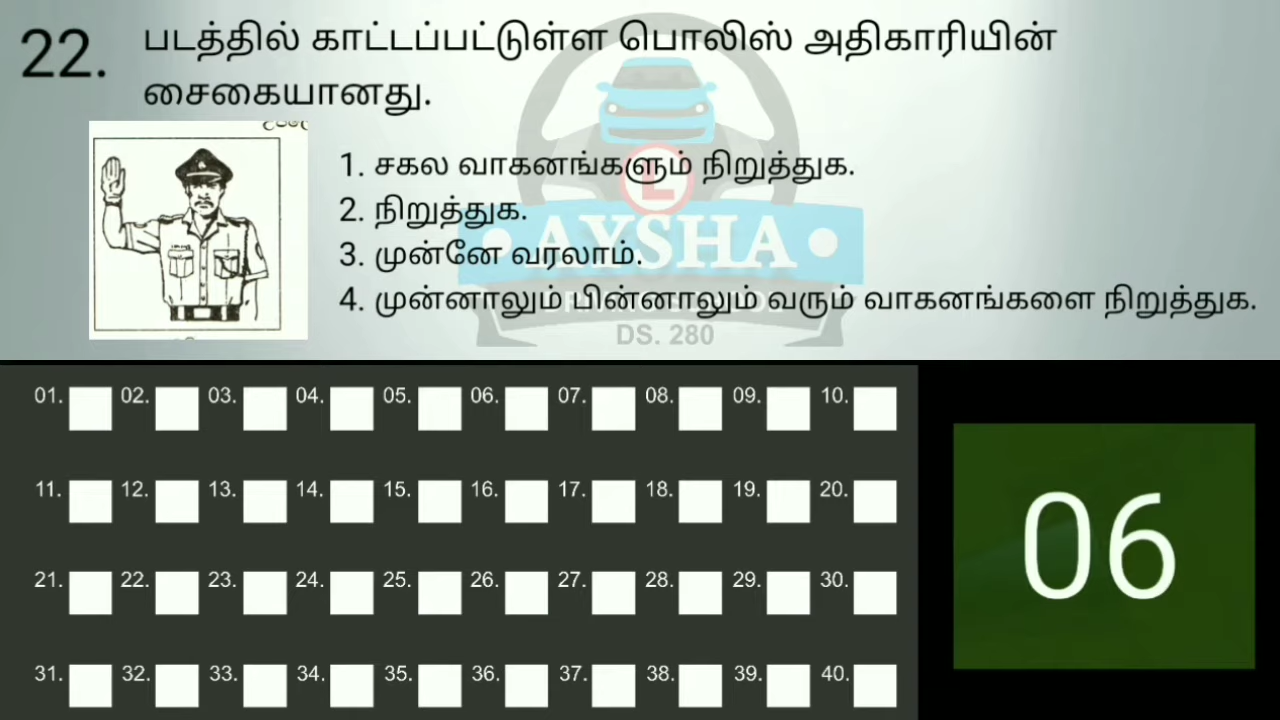 22. படத்தில் காட்டப்பட்டுள்ள பொலிஸ் அதிகாரியின்
சைகையானது.
1. சகல வாகனங்களும் நிறுத்துக.
2. நிறுத்துக.
3. முன்னே வரலாம்.
4. முன்னாலும் பின்னாலும் வரும் வாகனங்களை நிறுத்துக.
L
AYSHA
DS. 280
01. 02. 03. 04. 05. 06. 07. 08. 09. 10.
11. 12. 13. 14. 15. 16. 17. 18. 19. 20.
21. 22. 23. 24. 25. 26. 27. 28. 29. 30.
31. 32. 33. 34. 35. 36. 37. 38. 39. 40.
06